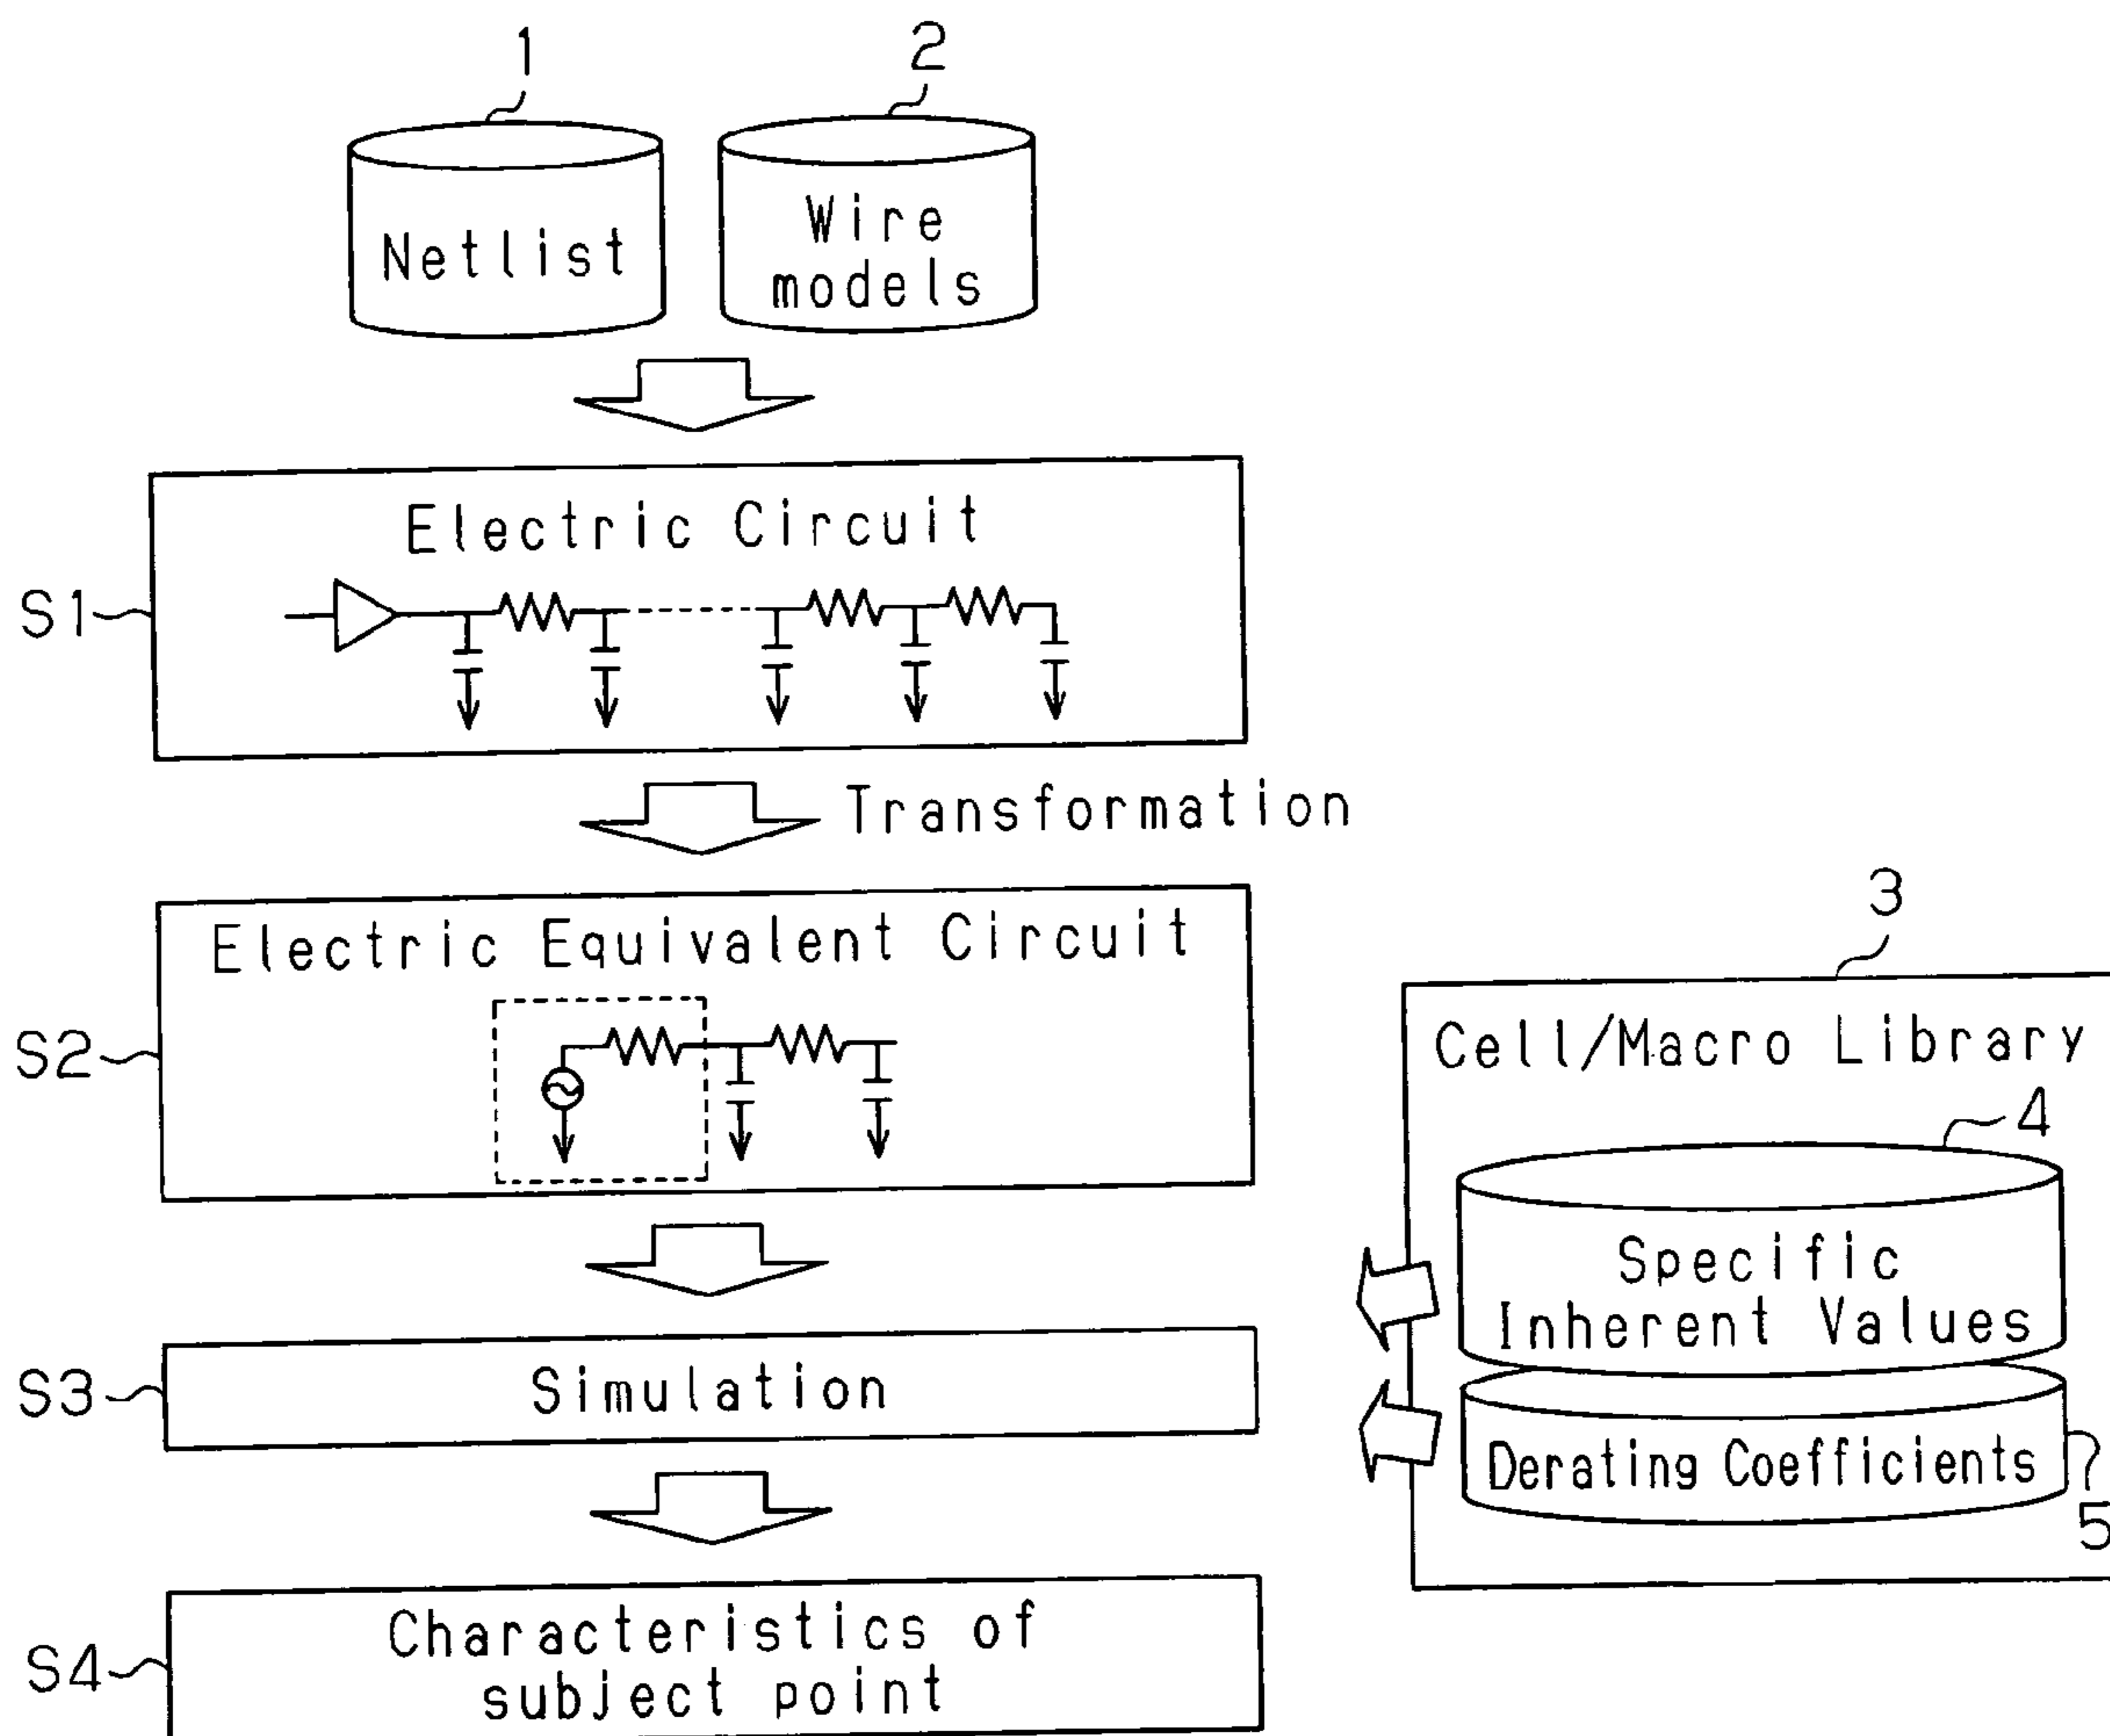 1
2
Netlist
Wire
models
Electric Circuit
S1
Transformation
Electric Equivalent Circuit
S2
3
Cell/Macro Library
4
Specific
Inherent Values
Simulation
S3
Derating Coefficients
5
Characteristics of
subject point
S4